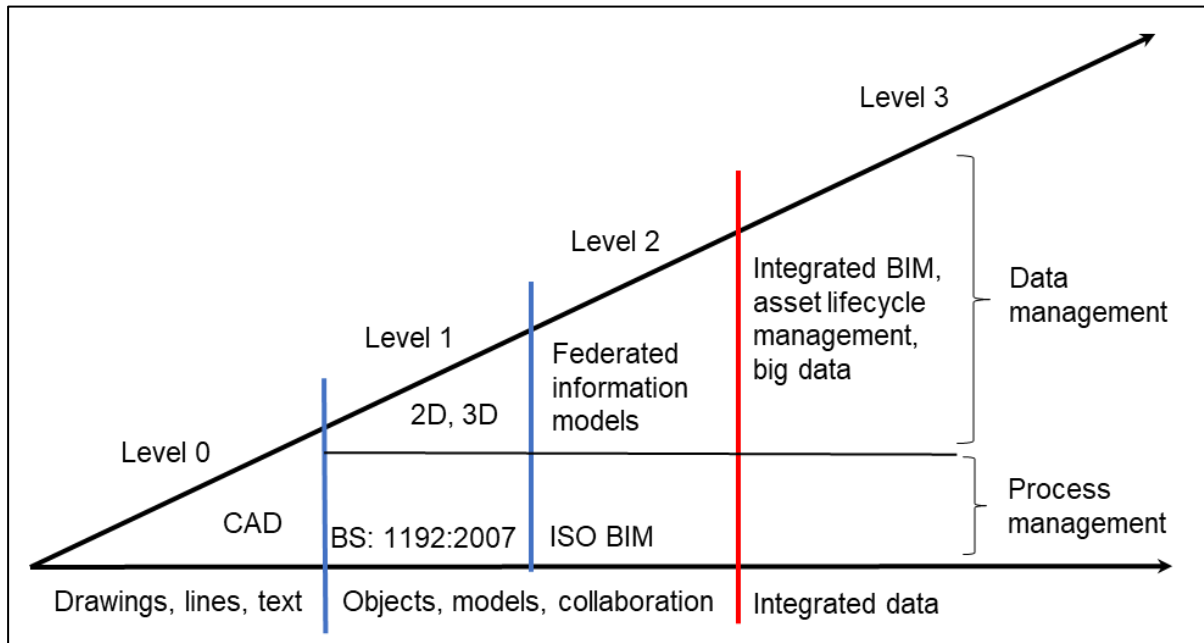 Level 3
Level 2
Integrated BIM,
asset lifecycle
management,
big data
Data
management
Level 1
Federated
information
models
2D, 3D
Level 0
CAD
BS: 1192:2007
ISO BIM
Process
management
Drawings, lines, text
Objects, models, collaboration
Integrated data